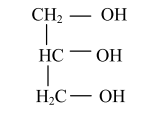 CH₂ — OH
HC — OH
H₂C — OH